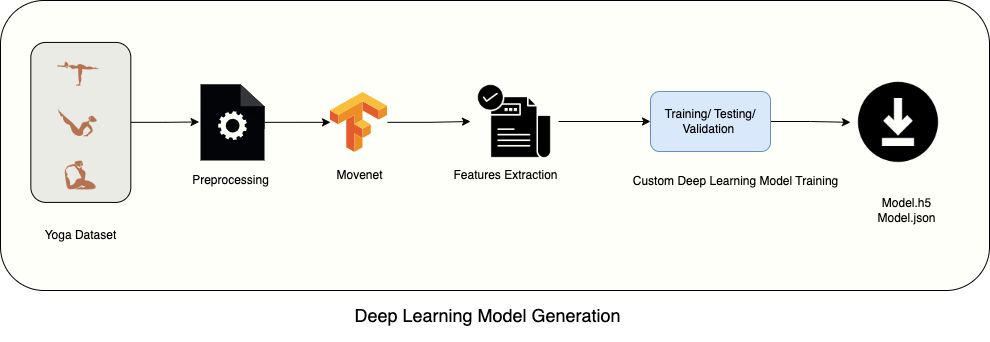 Training/ Testing/
Validation
Preprocessing
Movenet
Features Extraction
Custom Deep Learning Model Training
Model.h5
Model.json
Yoga Dataset
Deep Learning Model Generation